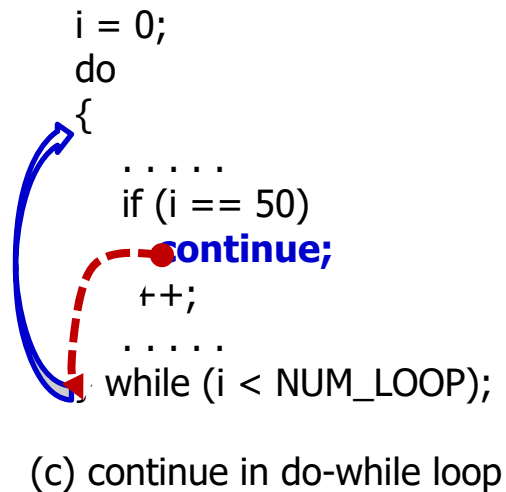 i = 0;
do
{
. . . . .
if (i == 50)
continue;
++;
. . . . .
} while (i < NUM_LOOP);
(c) continue in do-while loop